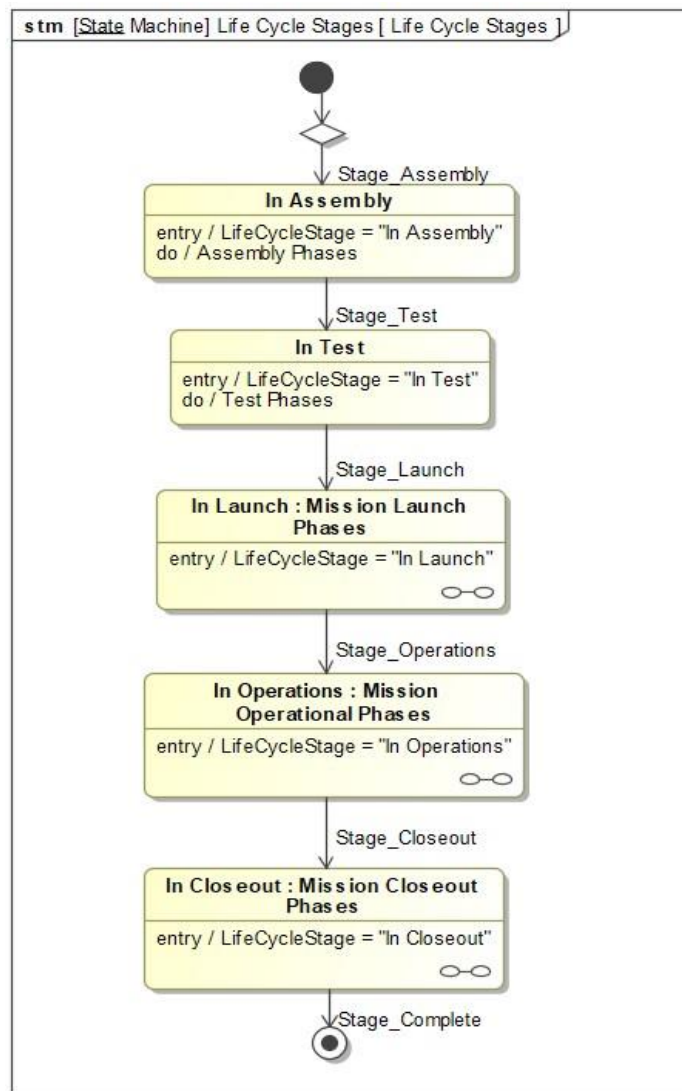 stm [State Machine] Life Cycle Stages [ Life Cycle Stages ]
Stage_Assembly
In Assembly
entry / LifeCycleStage = "In Assembly"
do / Assembly Phases
Stage_Test
In Test
entry / LifeCycleStage = "In Test"
do / Test Phases
Stage_Launch
In Launch : Mission Launch
Phases
entry / LifeCycleStage = "In Launch"
Stage_Operations
In Operations : Mission
Operational Phases
entry / LifeCycleStage = "In Operations"
Stage_Closeout
In Closeout : Mission Closeout
Phases
entry / LifeCycleStage = "In Closeout"
Stage_Complete